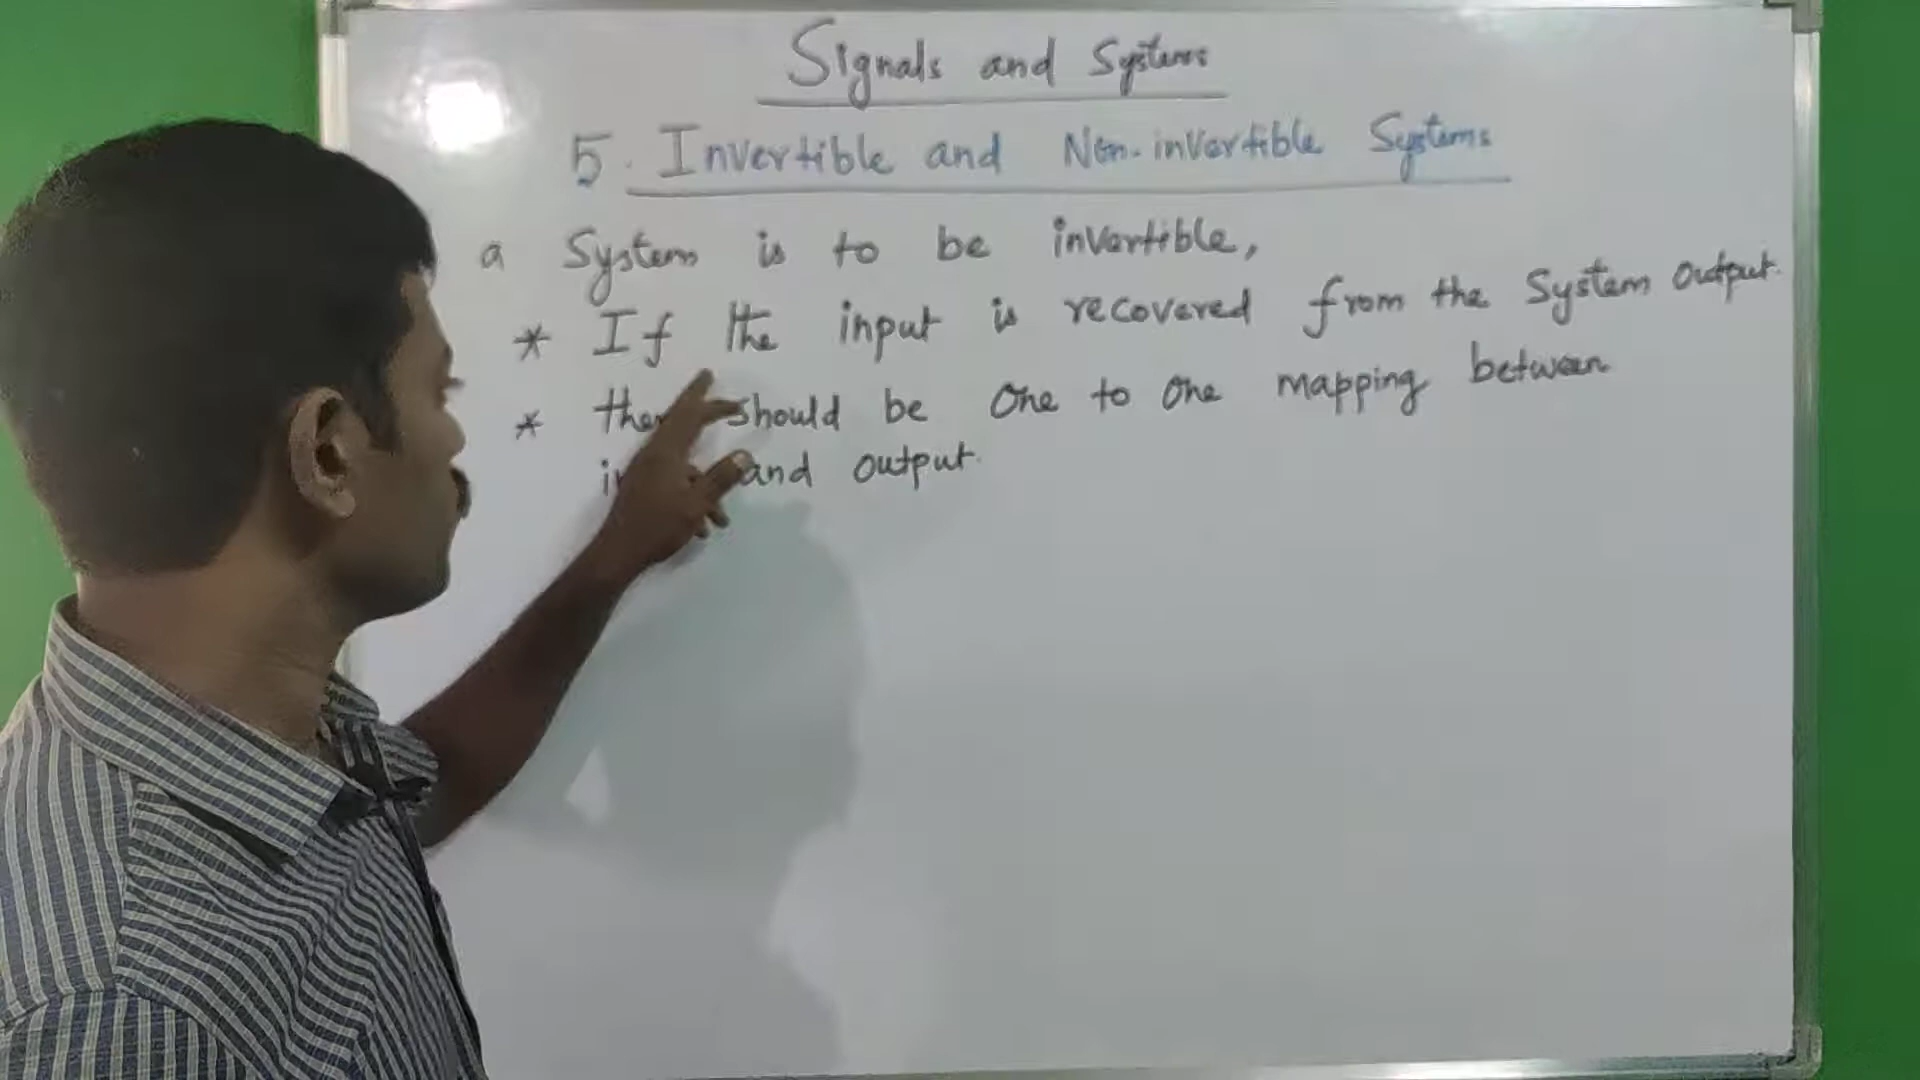 Signals and Systems
5. Invertible and Non-invertible Systems
a System is to be invertible,
* If the input is recovered from the System output.
* should be One to One mapping between
and output.